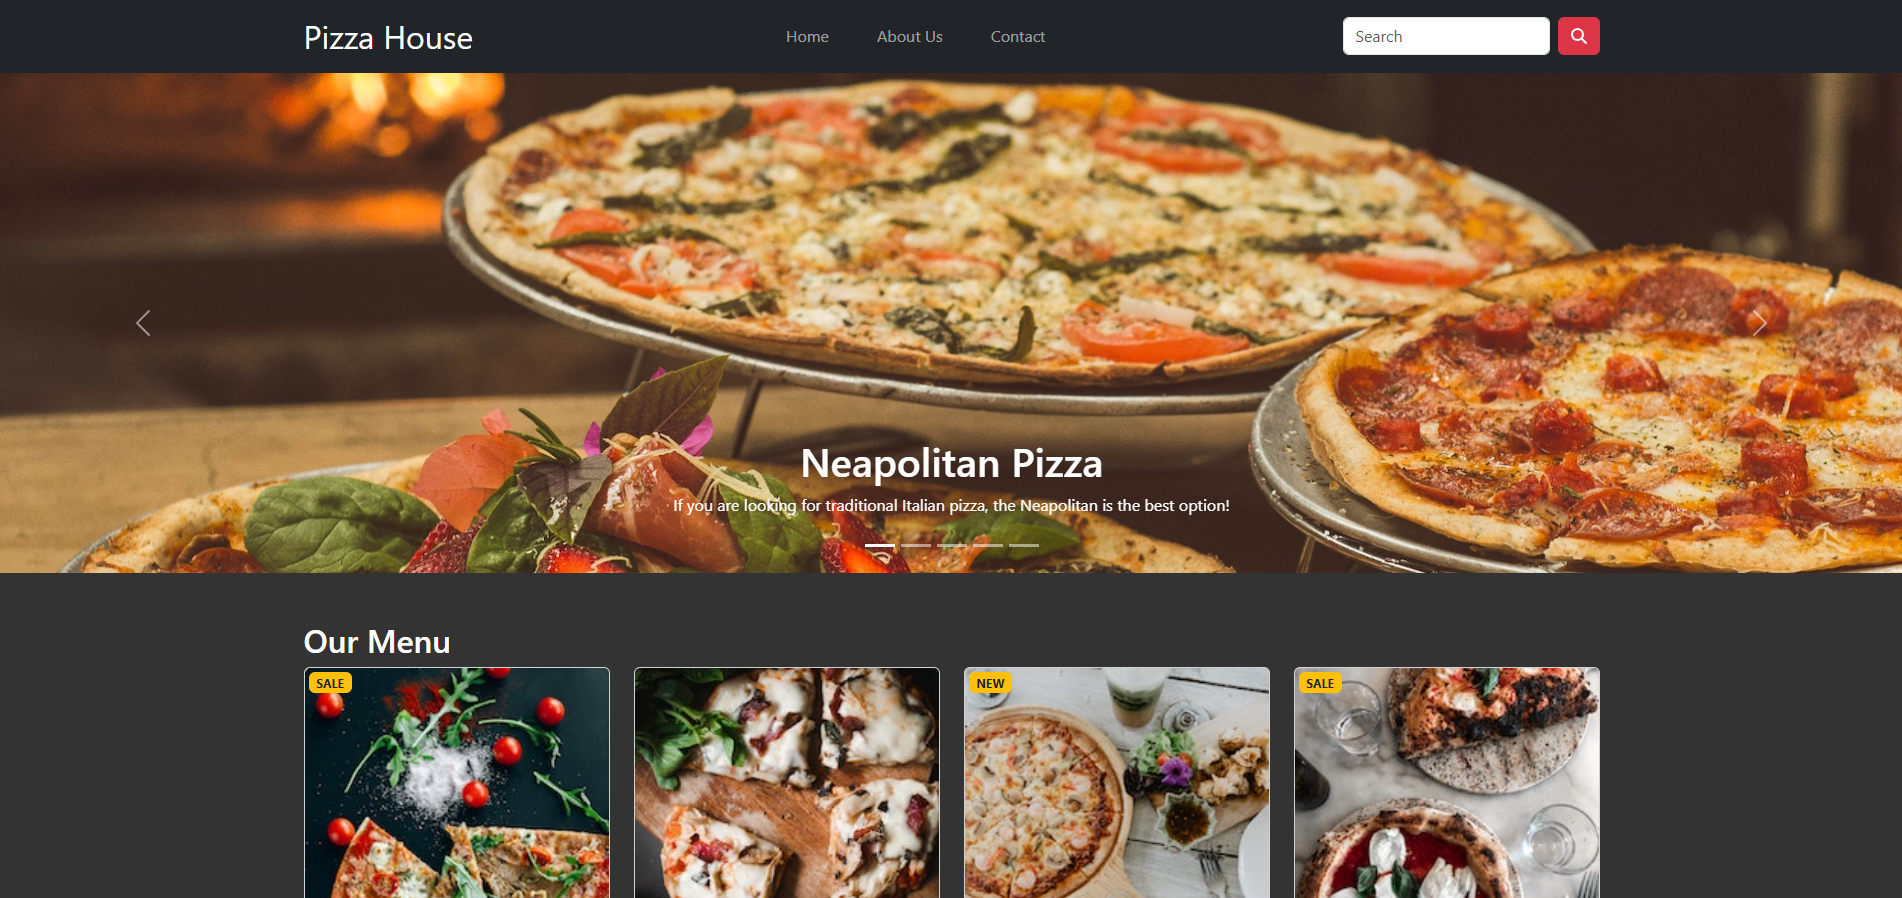 Pizza House
Home
About Us
Contact
Search
Neapolitan Pizza
If you are looking for traditional Italian pizza, the Neapolitan is the best option!
Our Menu
SALE
NEW
SALE